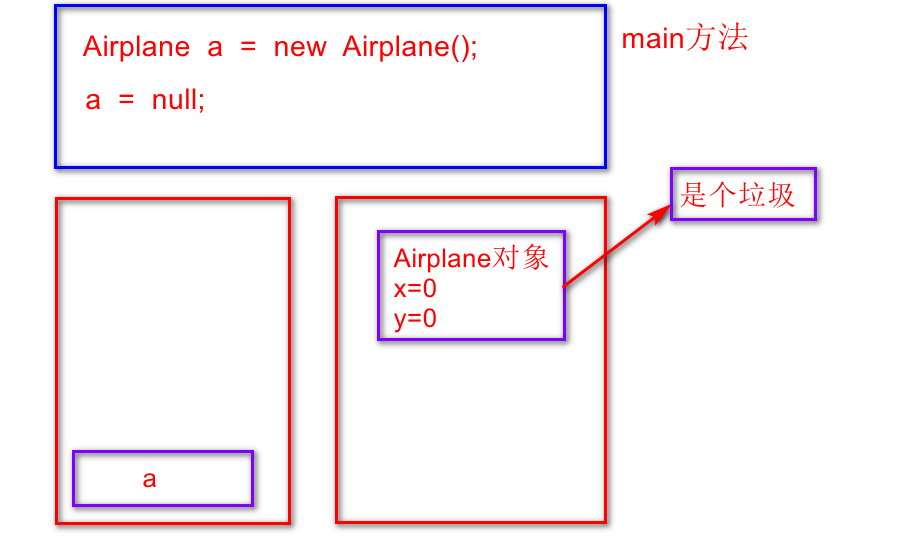 Airplane a = new Airplane();
a = null;
main方法
是个垃圾
Airplane对象
x=0
y=0
a